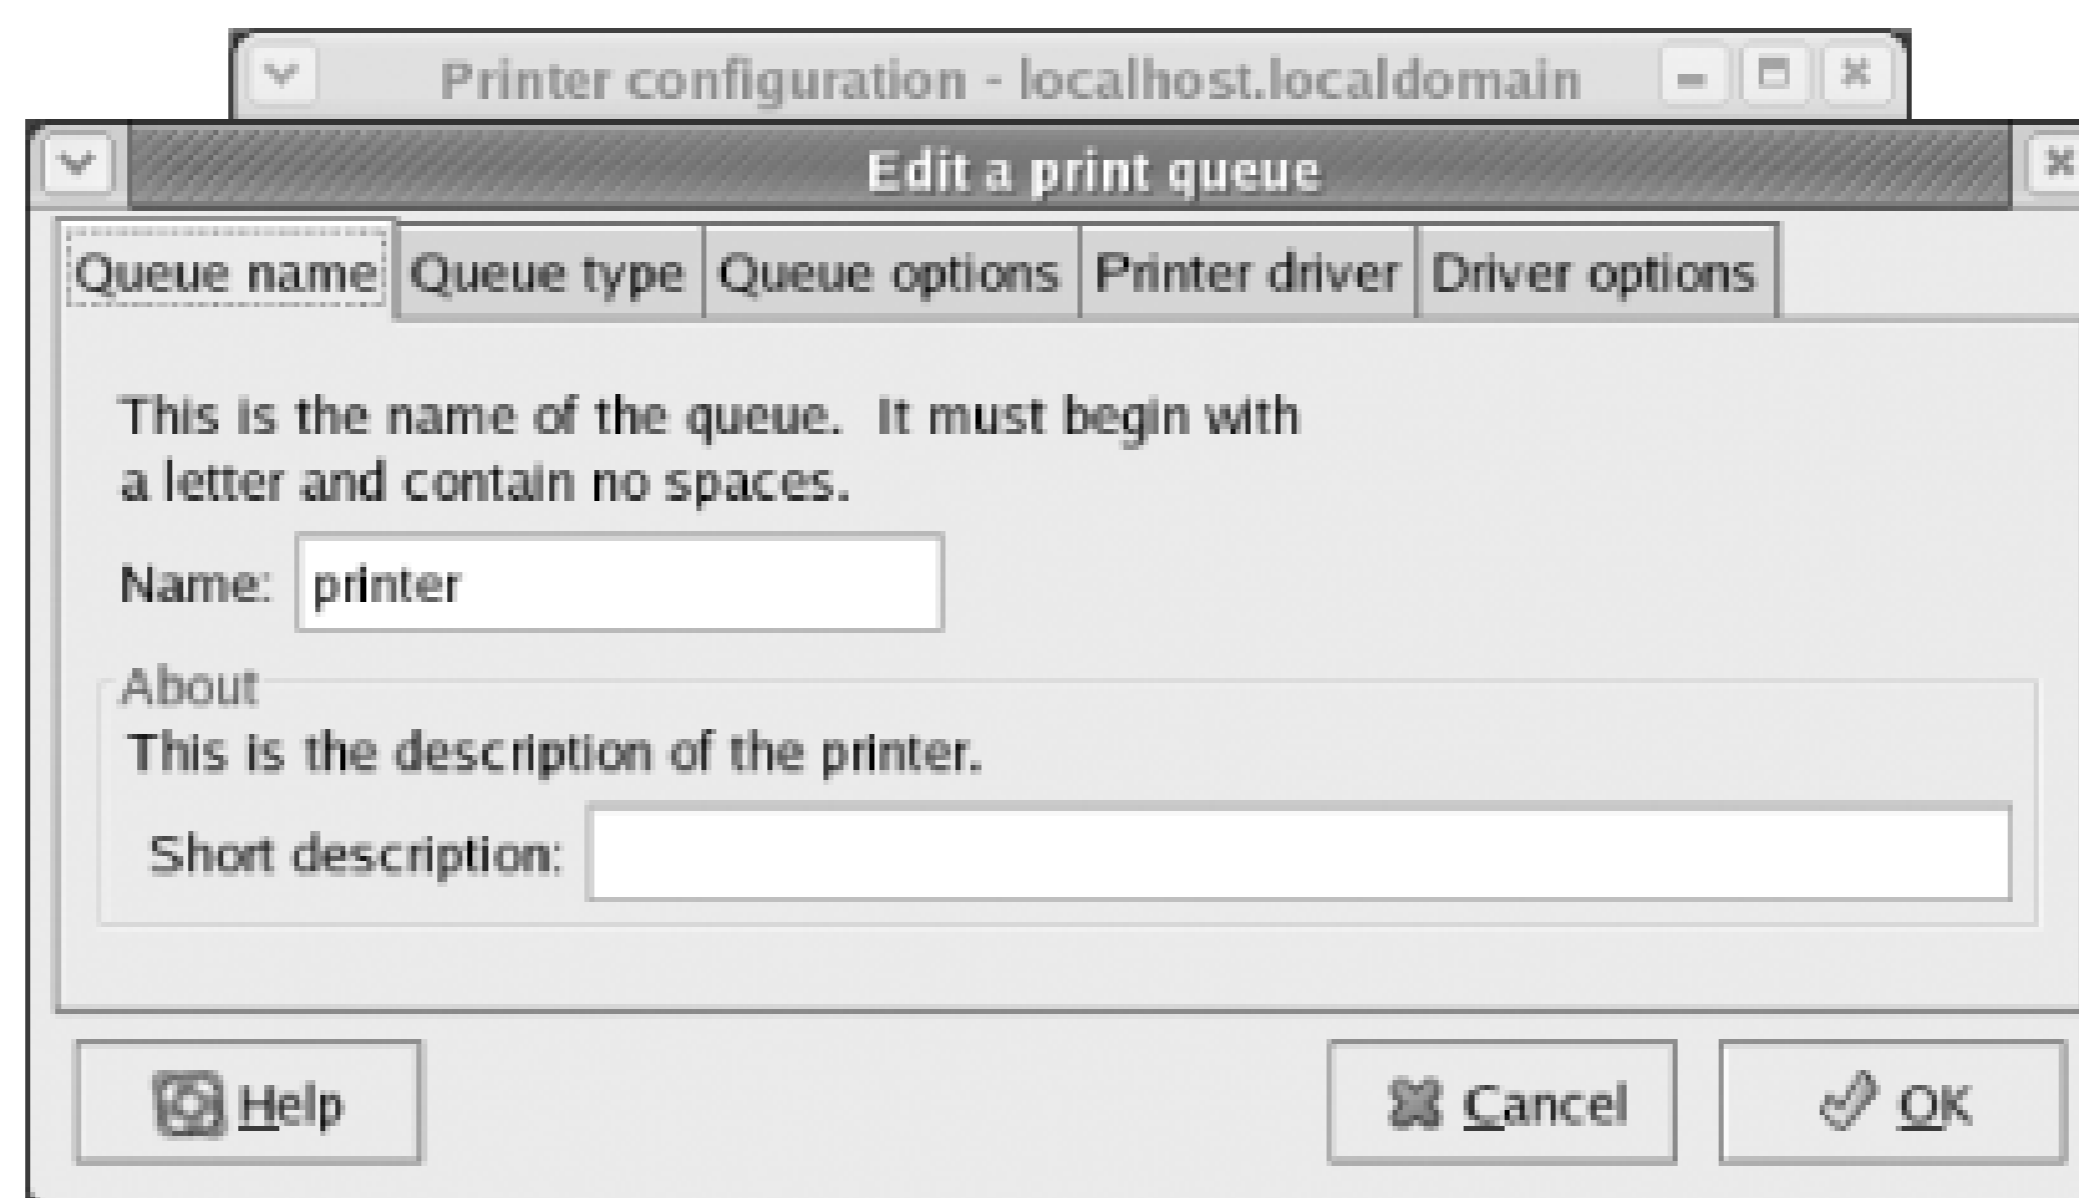 Printer configuration - localhost.localdomain
Edit a print queue
Queue name Queue type Queue options Printer driver Driver options
This is the name of the queue.  It must begin with
a letter and contain no spaces.
Name: printer
About
This is the description of the printer.
Short description:
Help Cancel OK